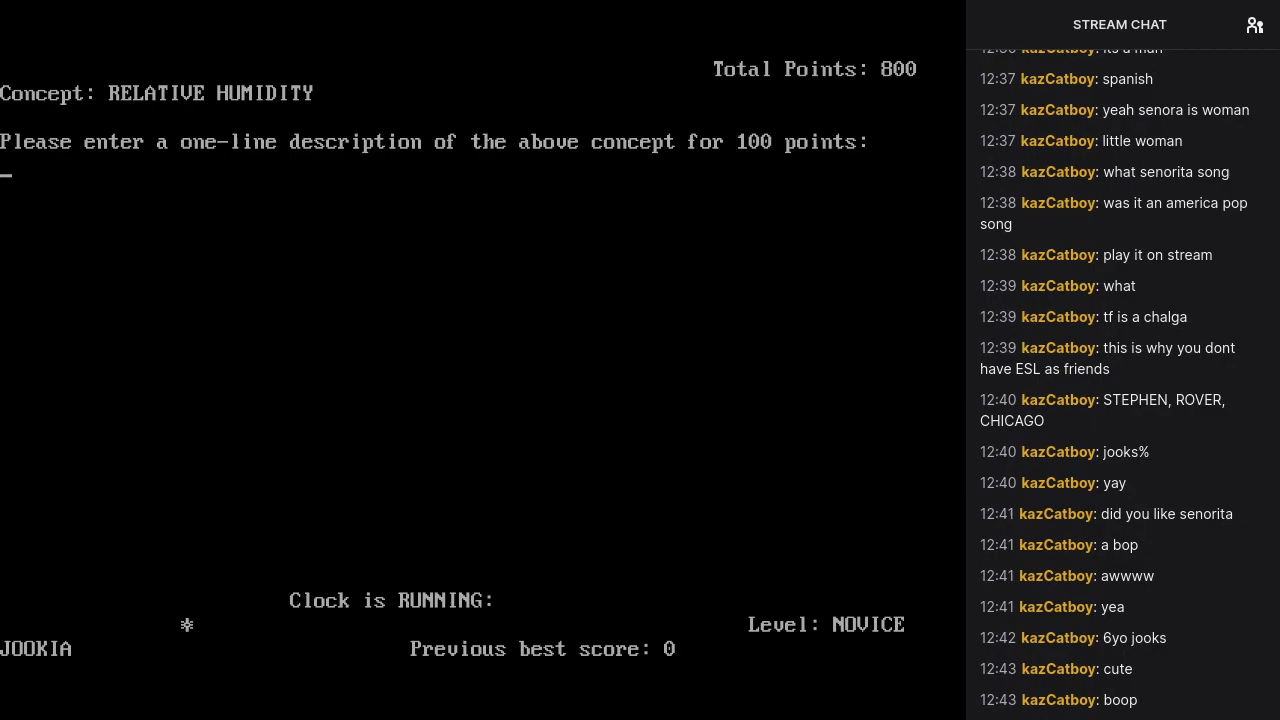 Total Points: 800
Concept: RELATIVE HUMIDITY
Please enter a one-line description of the above concept for 100 points:
_
Clock is RUNNING:
*
Level: NOVICE
JOOKIA
Previous best score: 0
STREAM CHAT
12:36 kazCatboy: its a man
12:37 kazCatboy: spanish
12:37 kazCatboy: yeah senora is woman
12:37 kazCatboy: little woman
12:38 kazCatboy: what senorita song
12:38 kazCatboy: was it an america pop
song
12:38 kazCatboy: play it on stream
12:39 kazCatboy: what
12:39 kazCatboy: tf is a chalga
12:39 kazCatboy: this is why you dont
have ESL as friends
12:40 kazCatboy: STEPHEN, ROVER,
CHICAGO
12:40 kazCatboy: jooks%
12:40 kazCatboy: yay
12:41 kazCatboy: did you like senorita
12:41 kazCatboy: a bop
12:41 kazCatboy: awwww
12:41 kazCatboy: yea
12:42 kazCatboy: 6yo jooks
12:43 kazCatboy: cute
12:43 kazCatboy: boop